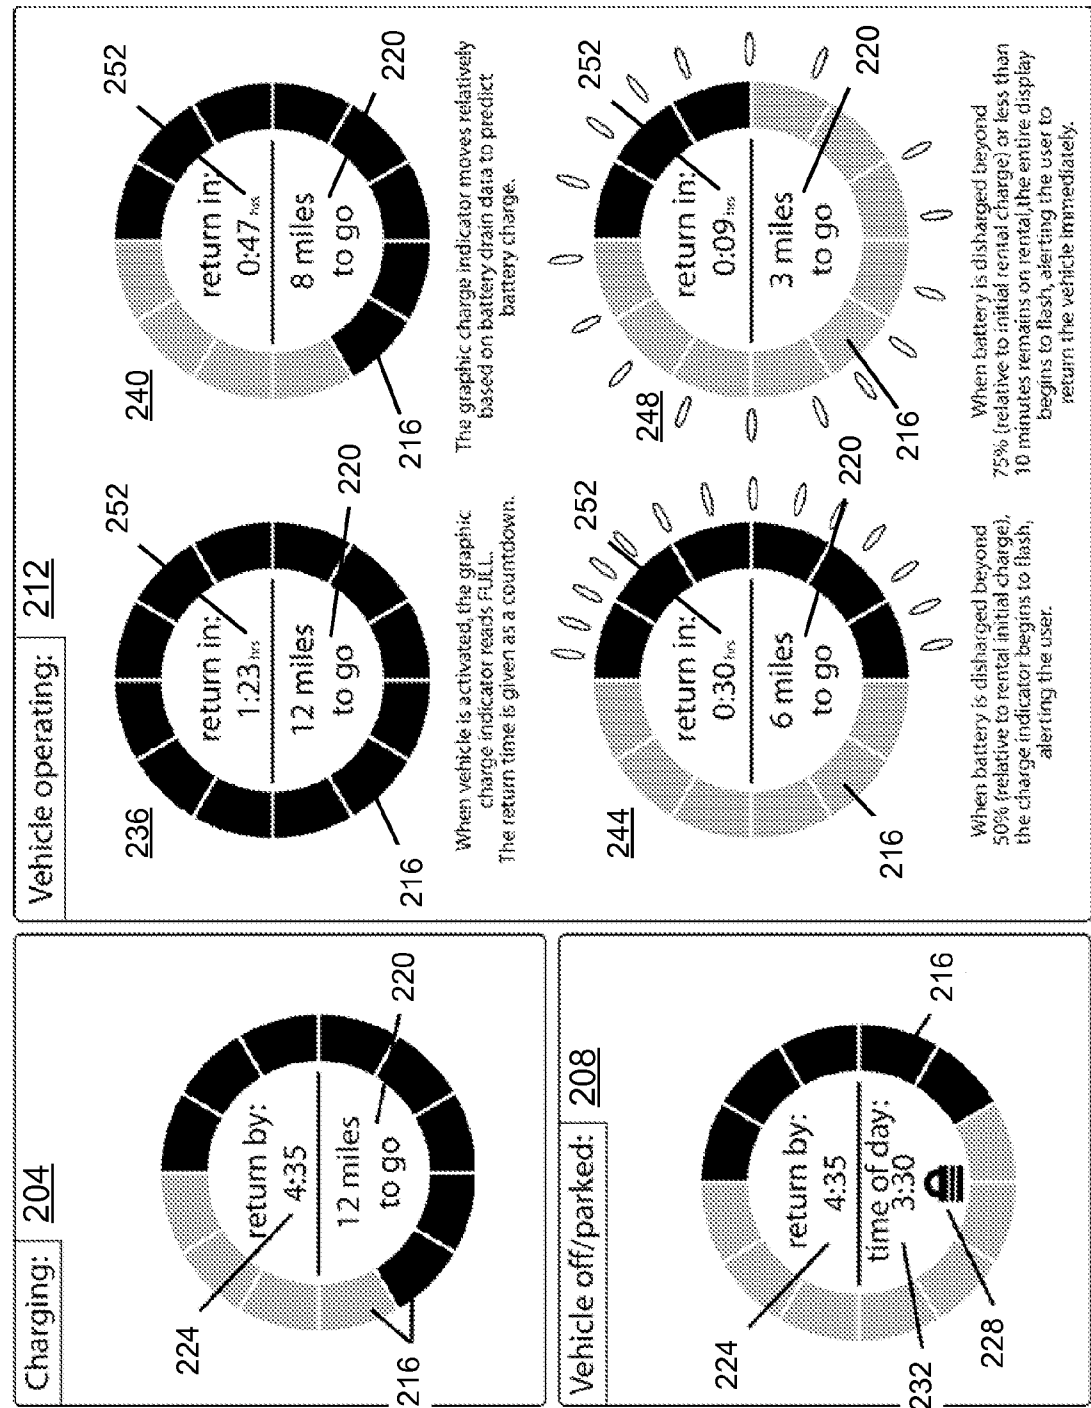 Charging: 204
return by:
4:35
12 miles
to go
224
216
220
Vehicle off/parked: 208
return by:
4:35
time of day:
3:30
224
232
228
216
Vehicle operating: 212
236
return in:
1:23 hrs
12 miles
to go
252
220
216
When vehicle is activated, the graphic
charge indicator reads FULL.
The return time is given as a countdown.
240
return in:
0:47 hrs
8 miles
to go
252
220
216
The graphic charge indicator moves relatively
based on battery drain data to predict
battery charge.
244
return in:
0:30 hrs
6 miles
to go
252
220
216
When battery is disharged beyond
50% (relative to rental initial charge),
the charge indicator begins to flash,
alerting the user.
248
return in:
0:09 hrs
3 miles
to go
252
220
216
When battery is disharged beyond
75% (relative to initial rental charge) or less than
10 minutes remains on rental, the entire display
begins to flash, alerting the user to
return the vehicle immediately.